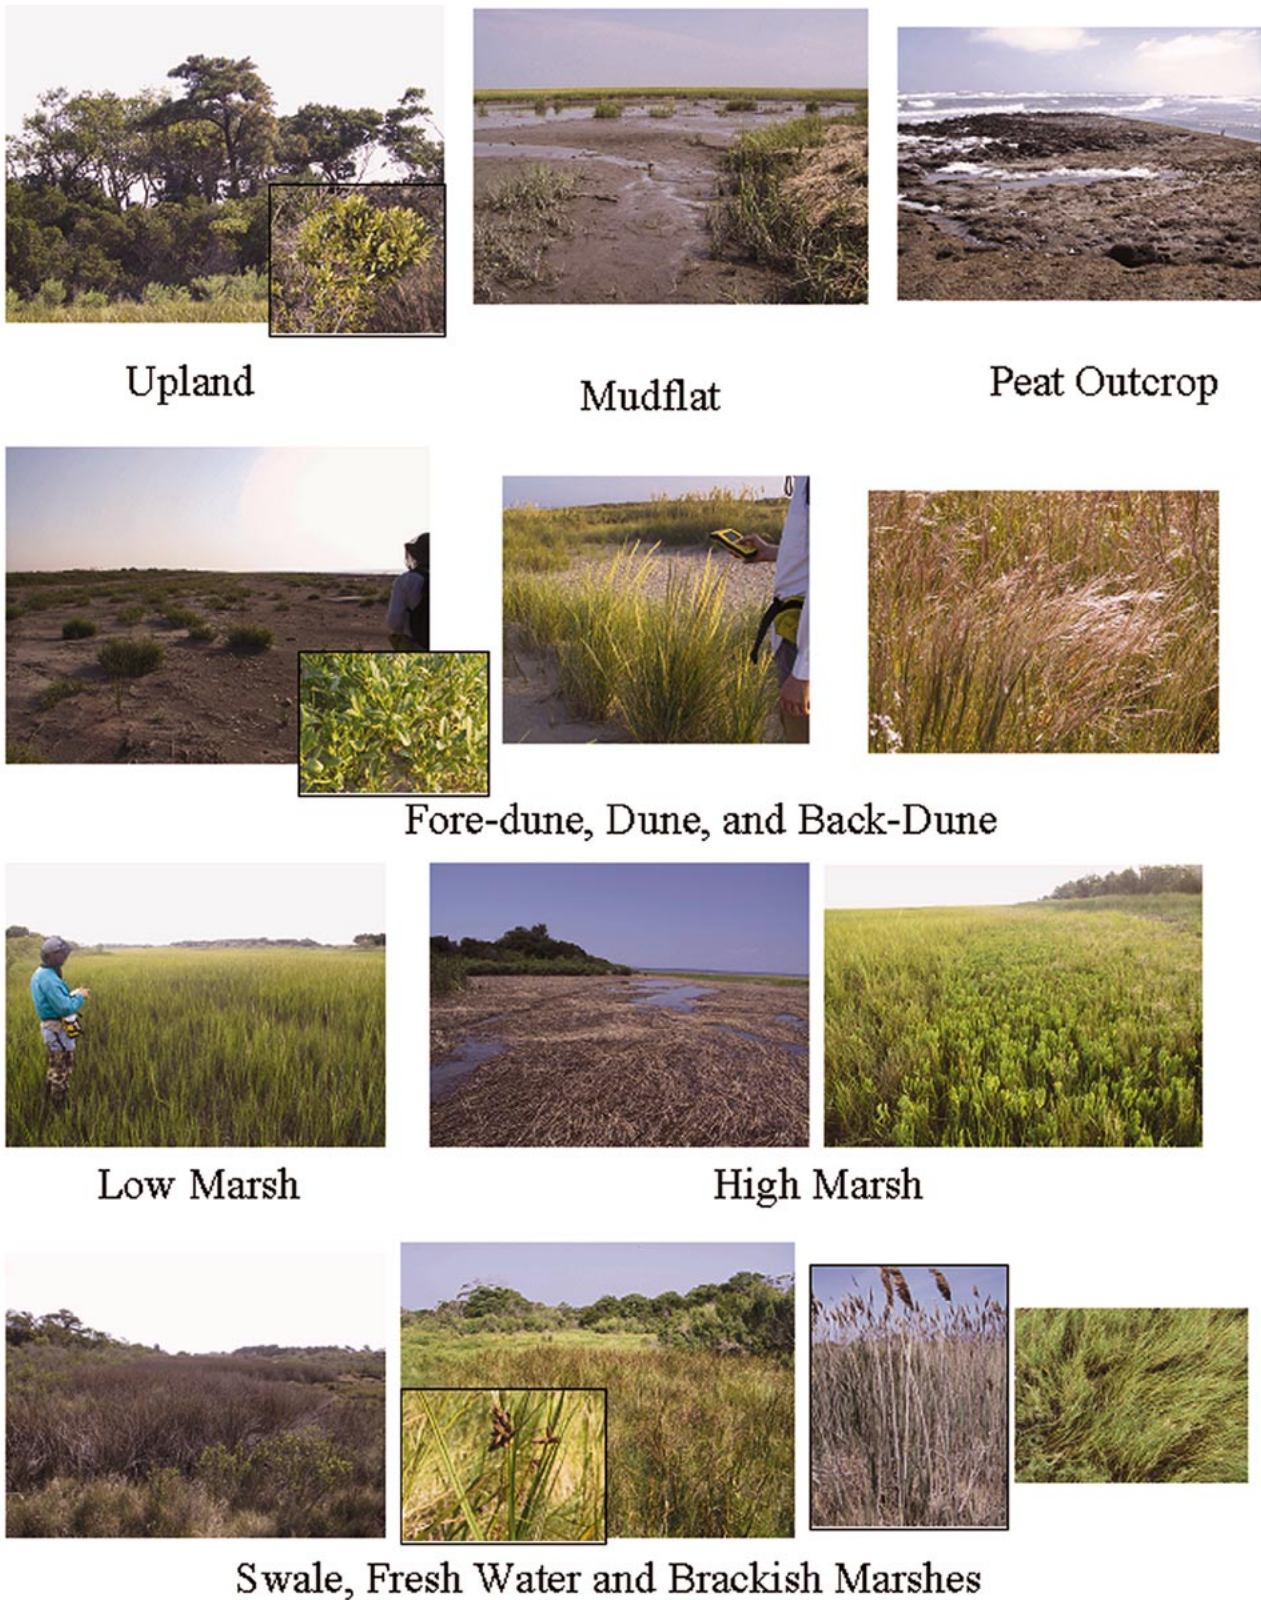 Upland
Mudflat
Peat Outcrop
Fore-dune, Dune, and Back-Dune
Low Marsh
High Marsh
Swale, Fresh Water and Brackish Marshes